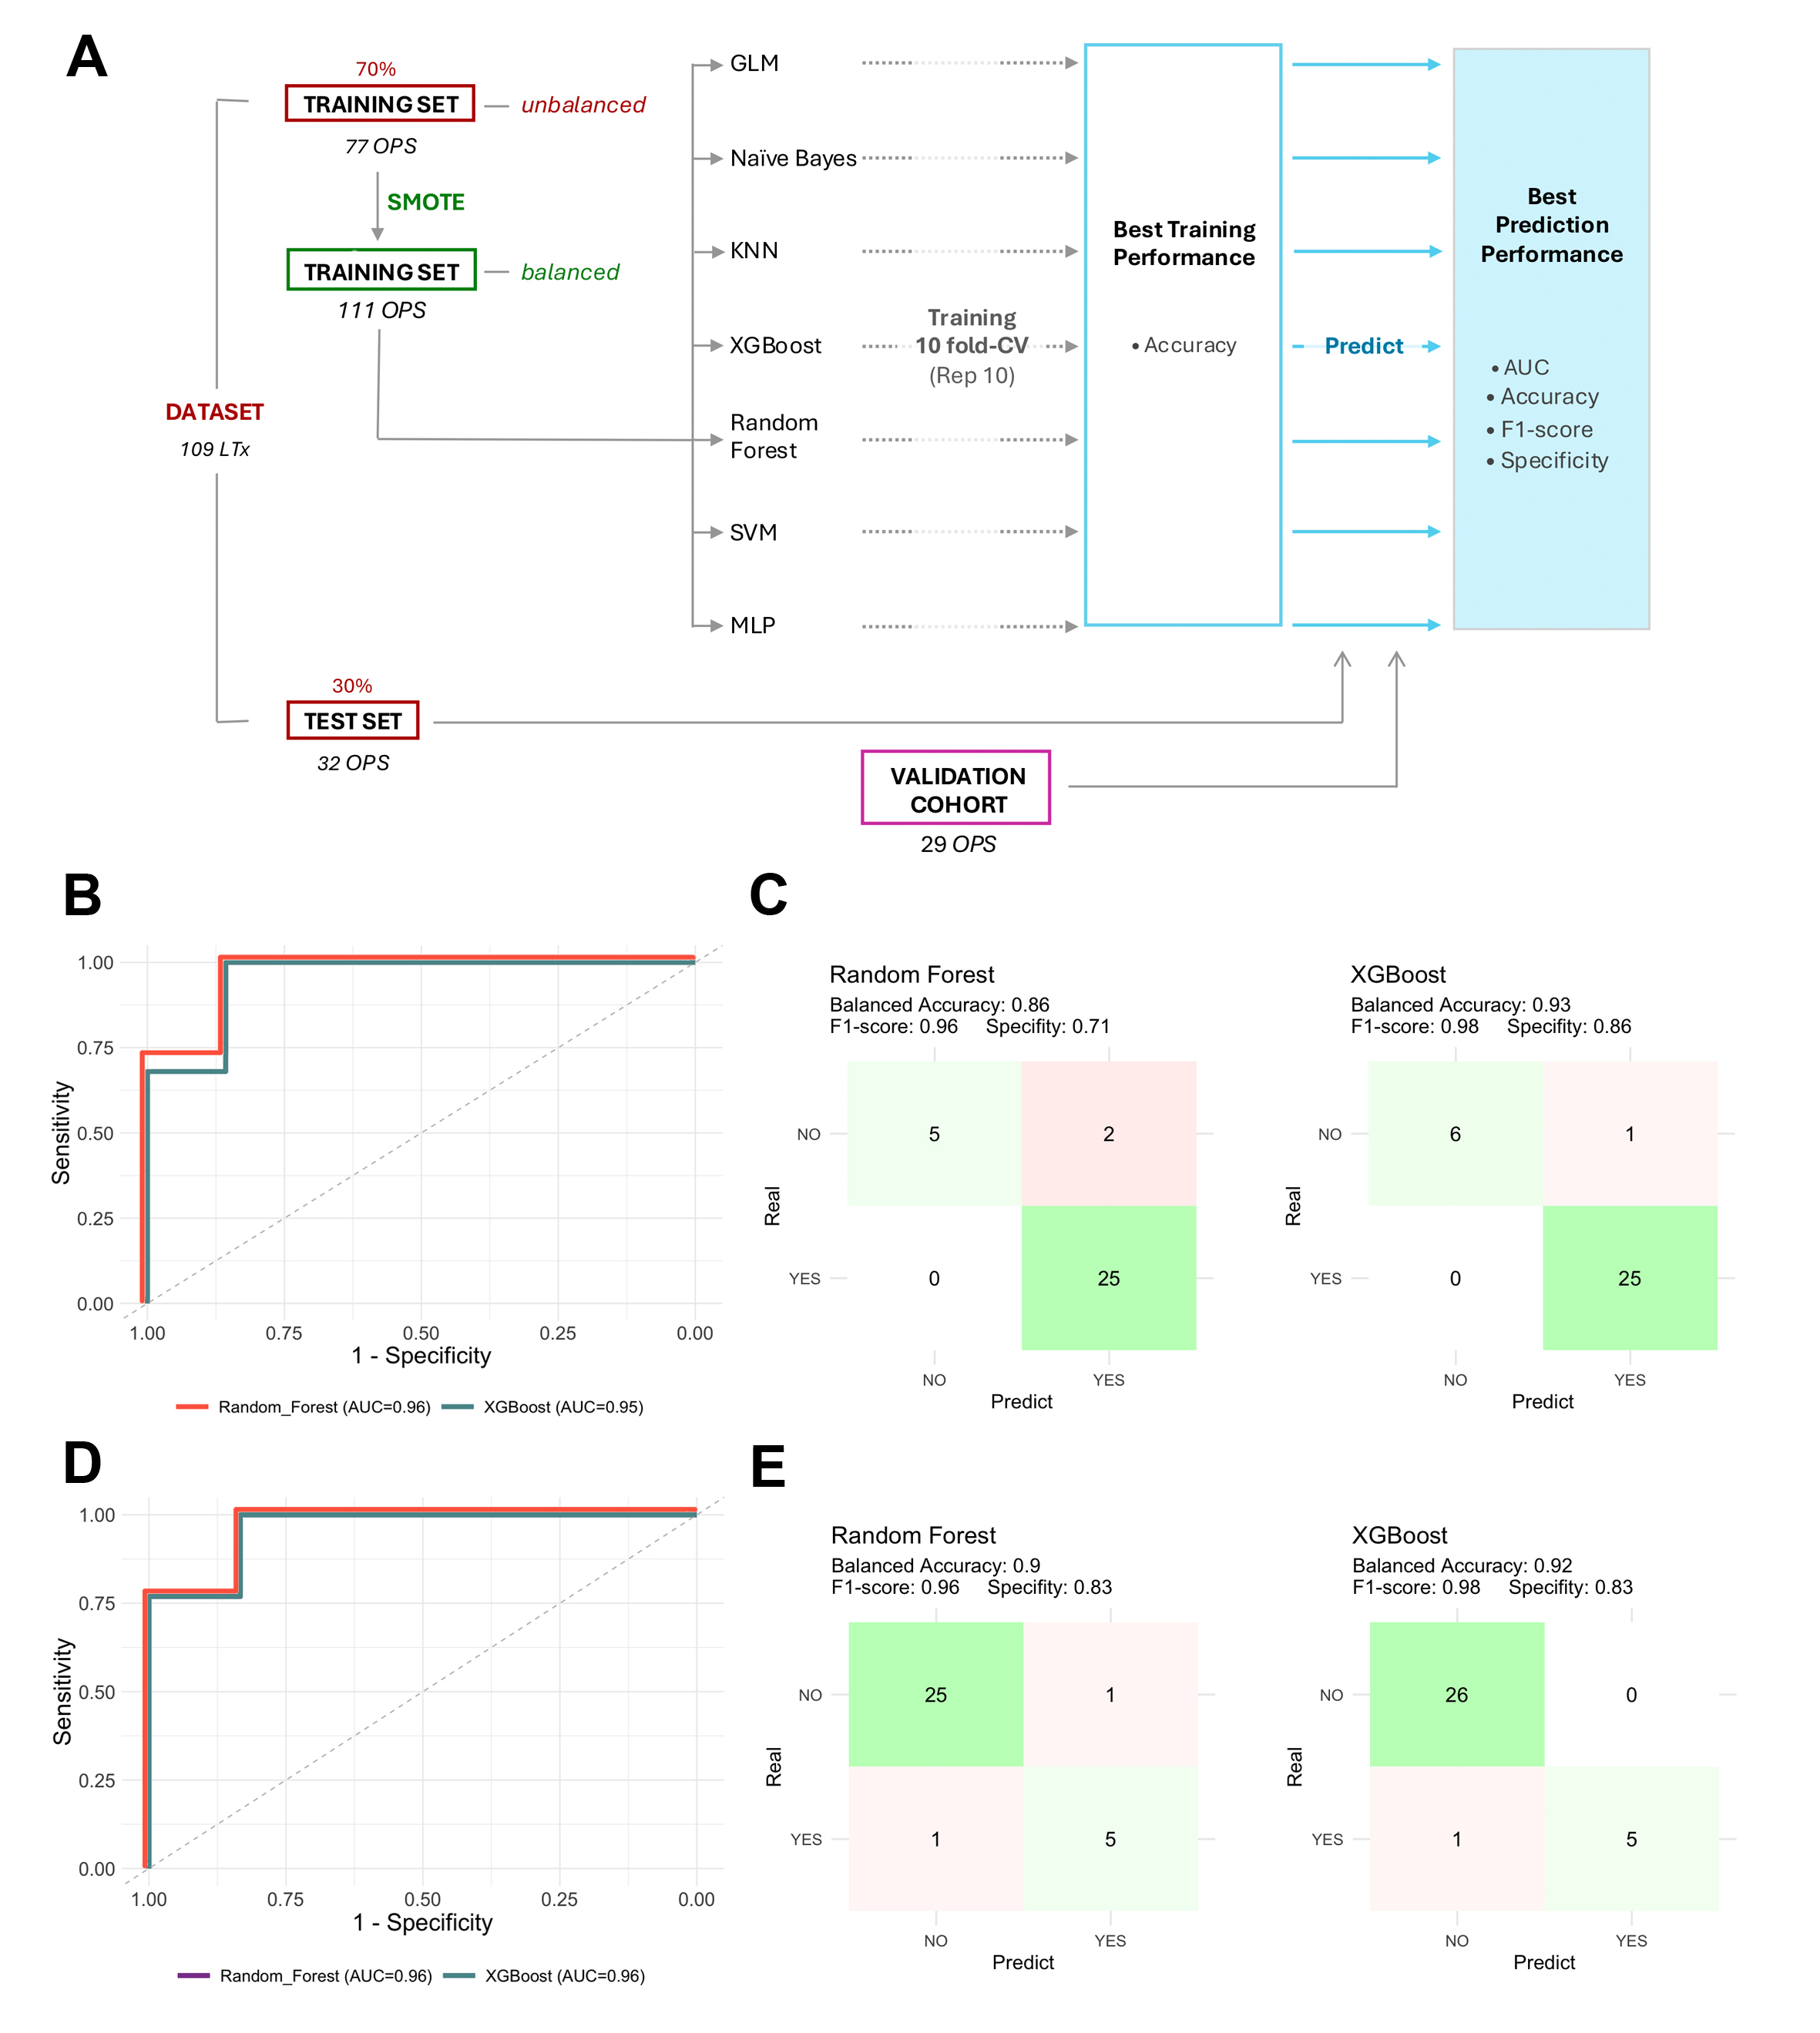 A
70%
TRAINING SET
unbalanced
77 OPS
SMOTE
TRAINING SET
balanced
111 OPS
DATASET
109 LTx
30%
TEST SET
32 OPS
GLM
Naïve Bayes
KNN
XGBoost
Random
Forest
SVM
MLP
Training
10 fold-CV
(Rep 10)
Best Training
Performance
• Accuracy
Predict
Best
Prediction
Performance
• AUC
• Accuracy
• F1-score
• Specificity
VALIDATION
COHORT
29 OPS
B
1.00
0.75
0.50
0.25
0.00
Sensitivity
1.00 0.75 0.50 0.25 0.00
1 - Specificity
Random_Forest (AUC=0.96) XGBoost (AUC=0.95)
C
Random Forest
Balanced Accuracy: 0.86
F1-score: 0.96 Specifity: 0.71
NO
5 2
Real
YES
0 25
NO YES
Predict
XGBoost
Balanced Accuracy: 0.93
F1-score: 0.98 Specifity: 0.86
NO
6 1
Real
YES
0 25
NO YES
Predict
D
1.00
0.75
0.50
0.25
0.00
Sensitivity
1.00 0.75 0.50 0.25 0.00
1 - Specificity
Random_Forest (AUC=0.96) XGBoost (AUC=0.96)
E
Random Forest
Balanced Accuracy: 0.9
F1-score: 0.96 Specifity: 0.83
NO
25 1
Real
YES
1 5
NO YES
Predict
XGBoost
Balanced Accuracy: 0.92
F1-score: 0.98 Specifity: 0.83
NO
26 0
Real
YES
1 5
NO YES
Predict